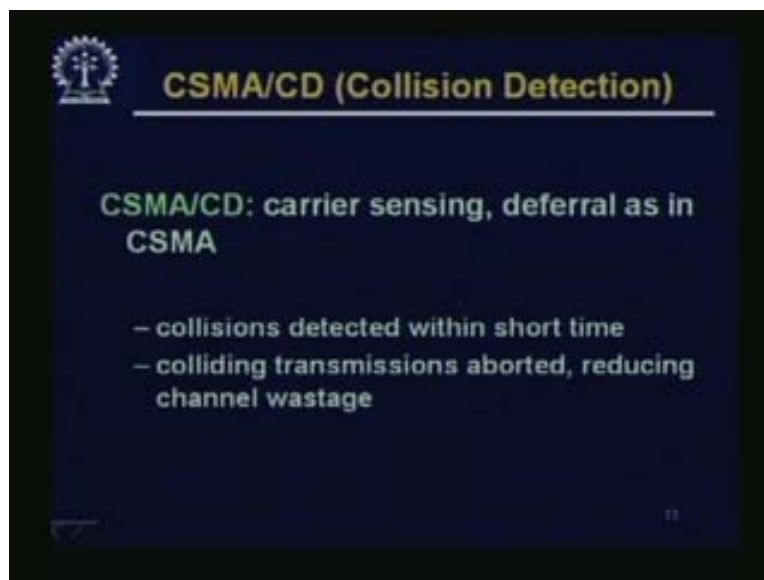 CSMA/CD (Collision Detection)
CSMA/CD: carrier sensing, deferral as in
CSMA
– collisions detected within short time
– colliding transmissions aborted, reducing
channel wastage